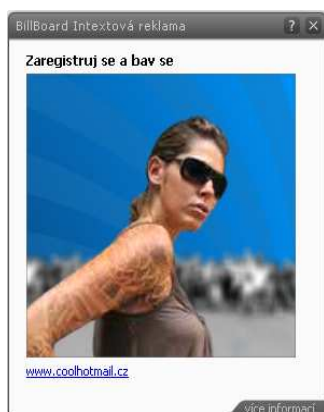 BillBoard Intextová reklama ? X
Zaregistruj se a bav se
www.coolhotmail.cz
více informací